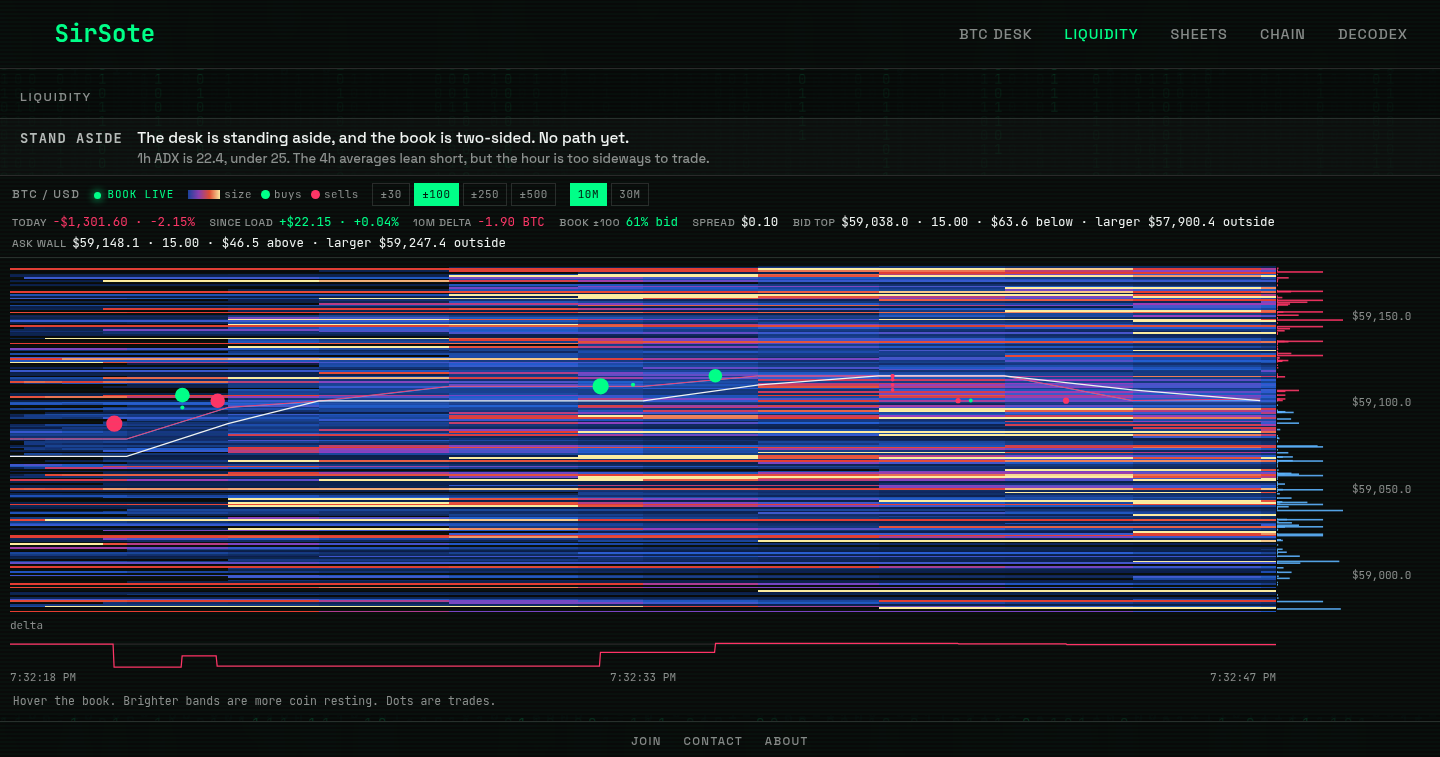 SirSote
BTC DESK LIQUIDITY SHEETS CHAIN DECODEX
LIQUIDITY
STAND ASIDE The desk is standing aside, and the book is two-sided. No path yet.
1h ADX is 22.4, under 25. The 4h averages lean short, but the hour is too sideways to trade.
BTC / USD BOOK LIVE size buys sells ±30 ±100 ±250 ±500 10M 30M
TODAY -$1,301.60 · -2.15% SINCE LOAD +$22.15 · +0.04% 10M DELTA -1.90 BTC BOOK ±100 61% bid SPREAD $0.10 BID TOP $59,038.0 · 15.00 · $63.6 below · larger $57,900.4 outside
ASK WALL $59,148.1 · 15.00 · $46.5 above · larger $59,247.4 outside
$59,150.0
$59,100.0
$59,050.0
$59,000.0
delta
7:32:18 PM 7:32:33 PM 7:32:47 PM
Hover the book. Brighter bands are more coin resting. Dots are trades.
JOIN CONTACT ABOUT